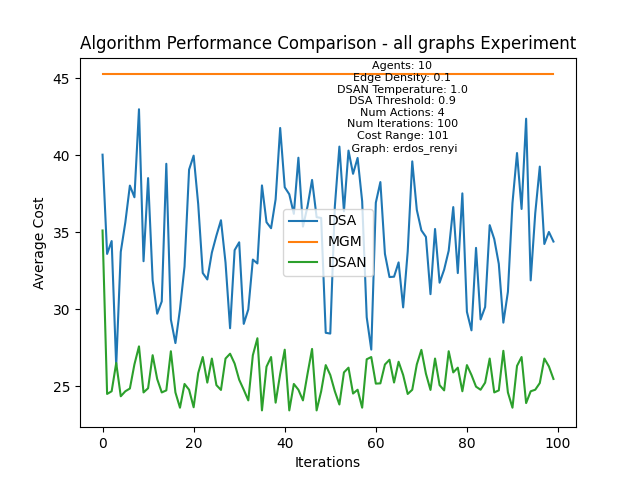 Algorithm Performance Comparison - all graphs Experiment
Agents: 10
Edge Density: 0.1
DSAN Temperature: 1.0
DSA Threshold: 0.9
Num Actions: 4
Num Iterations: 100
Cost Range: 101
Graph: erdos_renyi
DSA
MGM
DSAN
45
40
35
30
25
Average Cost
0
20
40
60
80
100
Iterations